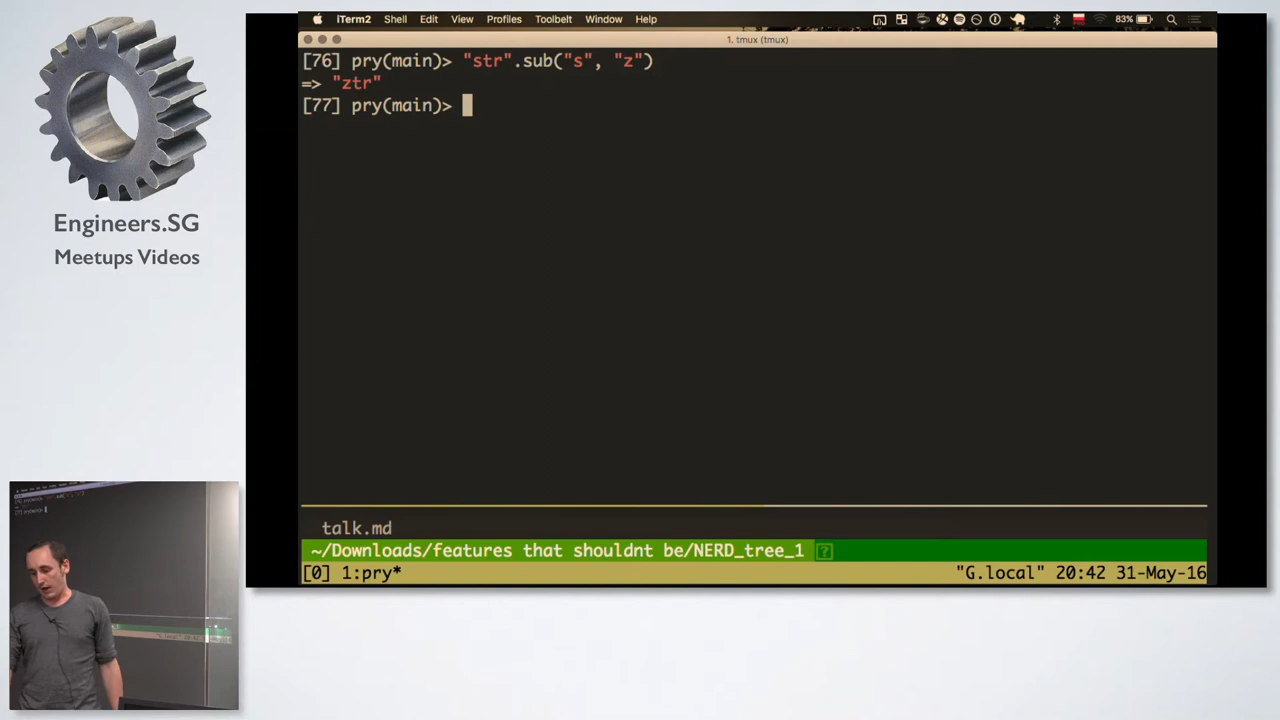 iTerm2 Shell Edit View Profiles Toolbelt Window Help 83%
1. tmux (tmux)
[76] pry(main)> "str".sub("s", "z")
=> "ztr"
[77] pry(main)>
Engineers.SG
Meetups Videos
talk.md
~/Downloads/features that shouldnt be/NERD_tree_1 ?
[0] 1:pry* "G.local" 20:42 31-May-16